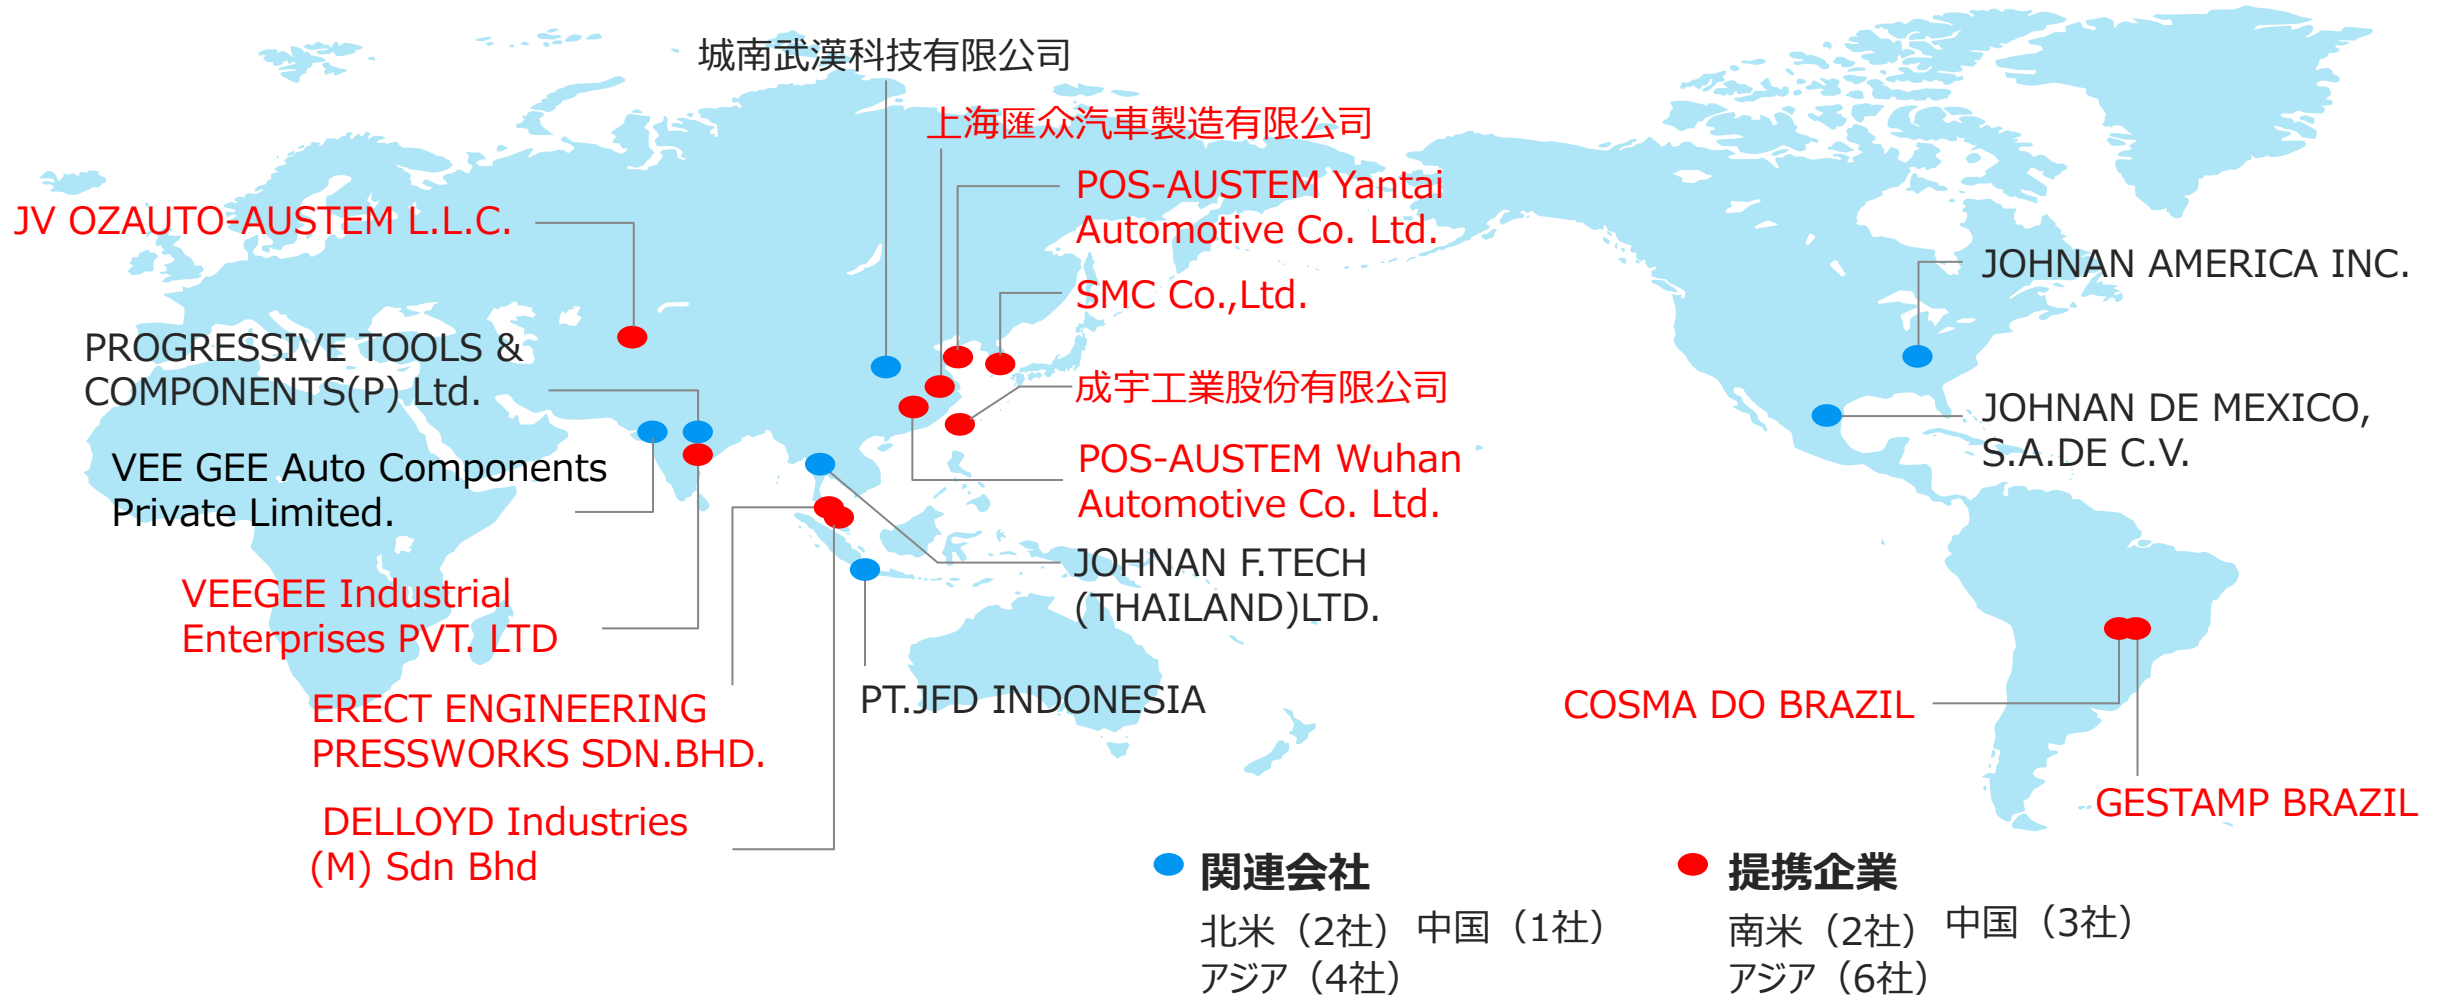 城南武漢科技有限公司
上海匯众汽車製造有限公司
POS-AUSTEM Yantai
Automotive Co. Ltd.
JV OZAUTO-AUSTEM L.L.C.
SMC Co.,Ltd.
JOHNAN AMERICA INC.
PROGRESSIVE TOOLS &
COMPONENTS(P) Ltd.
成宇工業股份有限公司
JOHNAN DE MEXICO,
S.A.DE C.V.
VEE GEE Auto Components
Private Limited.
POS-AUSTEM Wuhan
Automotive Co. Ltd.
JOHNAN F.TECH
(THAILAND)LTD.
VEEGEE Industrial
Enterprises PVT. LTD
PT.JFD INDONESIA
ERECT ENGINEERING
PRESSWORKS SDN.BHD.
COSMA DO BRAZIL
GESTAMP BRAZIL
DELLOYD Industries
(M) Sdn Bhd
関連会社
北米（2社）中国（1社）
アジア（4社）
提携企業
南米（2社）中国（3社）
アジア（6社）